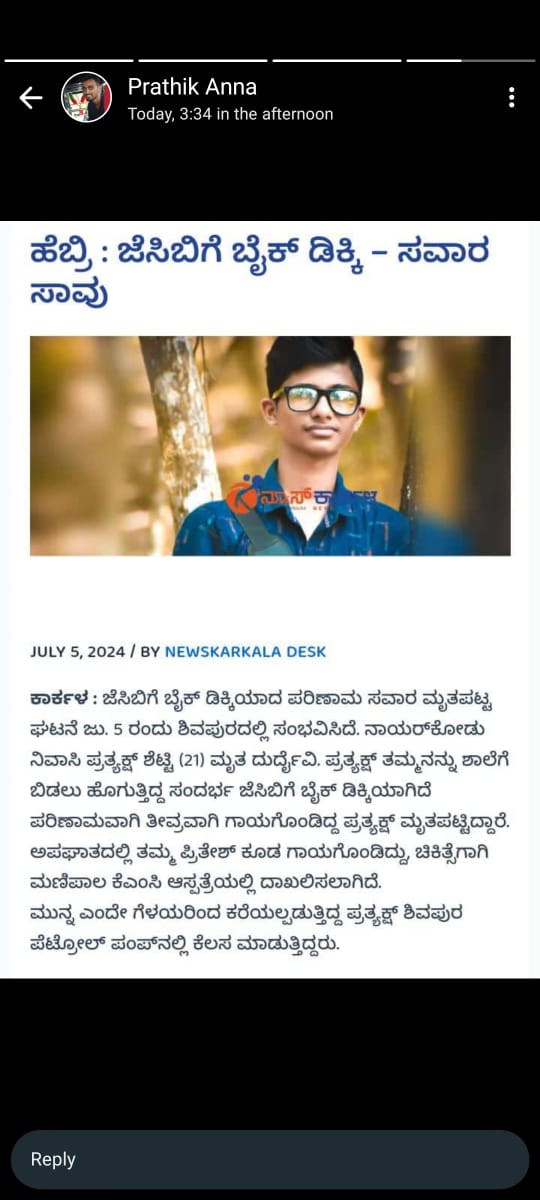 Prathik Anna
Today, 3:34 in the afternoon
ಹೆಬ್ರಿ : ಜೆಸಿಬಿಗೆ ಬೈಕ್ ಡಿಕ್ಕಿ – ಸವಾರ
ಸಾವು
ನ್ಯೂಸ್ ಕಾರ್ಕಳ
JULY 5, 2024 / BY NEWSKARKALA DESK
ಕಾರ್ಕಳ : ಜೆಸಿಬಿಗೆ ಬೈಕ್ ಡಿಕ್ಕಿಯಾದ ಪರಿಣಾಮ ಸವಾರ ಮೃತಪಟ್ಟ
ಘಟನೆ ಜು. 5 ರಂದು ಶಿವಪುರದಲ್ಲಿ ಸಂಭವಿಸಿದೆ. ನಾಯರ್‌ಕೋಡು
ನಿವಾಸಿ ಪ್ರತ್ಯಕ್ಷ್ ಶೆಟ್ಟಿ (21) ಮೃತ ದುರ್ದೈವಿ. ಪ್ರತ್ಯಕ್ಷ್ ತಮ್ಮನನ್ನು ಶಾಲೆಗೆ
ಬಿಡಲು ಹೊಗುತ್ತಿದ್ದ ಸಂದರ್ಭ ಜೆಸಿಬಿಗೆ ಬೈಕ್ ಡಿಕ್ಕಿಯಾಗಿದೆ
ಪರಿಣಾಮವಾಗಿ ತೀವ್ರವಾಗಿ ಗಾಯಗೊಂಡಿದ್ದ ಪ್ರತ್ಯಕ್ಷ್ ಮೃತಪಟ್ಟಿದ್ದಾರೆ.
ಅಪಘಾತದಲ್ಲಿ ತಮ್ಮ ಪ್ರಿತೇಶ್ ಕೂಡ ಗಾಯಗೊಂಡಿದ್ದು, ಚಿಕಿತ್ಸೆಗಾಗಿ
ಮಣಿಪಾಲ ಕೆಎಂಸಿ ಆಸ್ಪತ್ರೆಯಲ್ಲಿ ದಾಖಲಿಸಲಾಗಿದೆ.
ಮುನ್ನ ಎಂದೇ ಗೆಳಯರಿಂದ ಕರೆಯಲ್ಪಡುತ್ತಿದ್ದ ಪ್ರತ್ಯಕ್ಷ್ ಶಿವಪುರ
ಪೆಟ್ರೋಲ್ ಪಂಪ್‌ನಲ್ಲಿ ಕೆಲಸ ಮಾಡುತ್ತಿದ್ದರು.
Reply